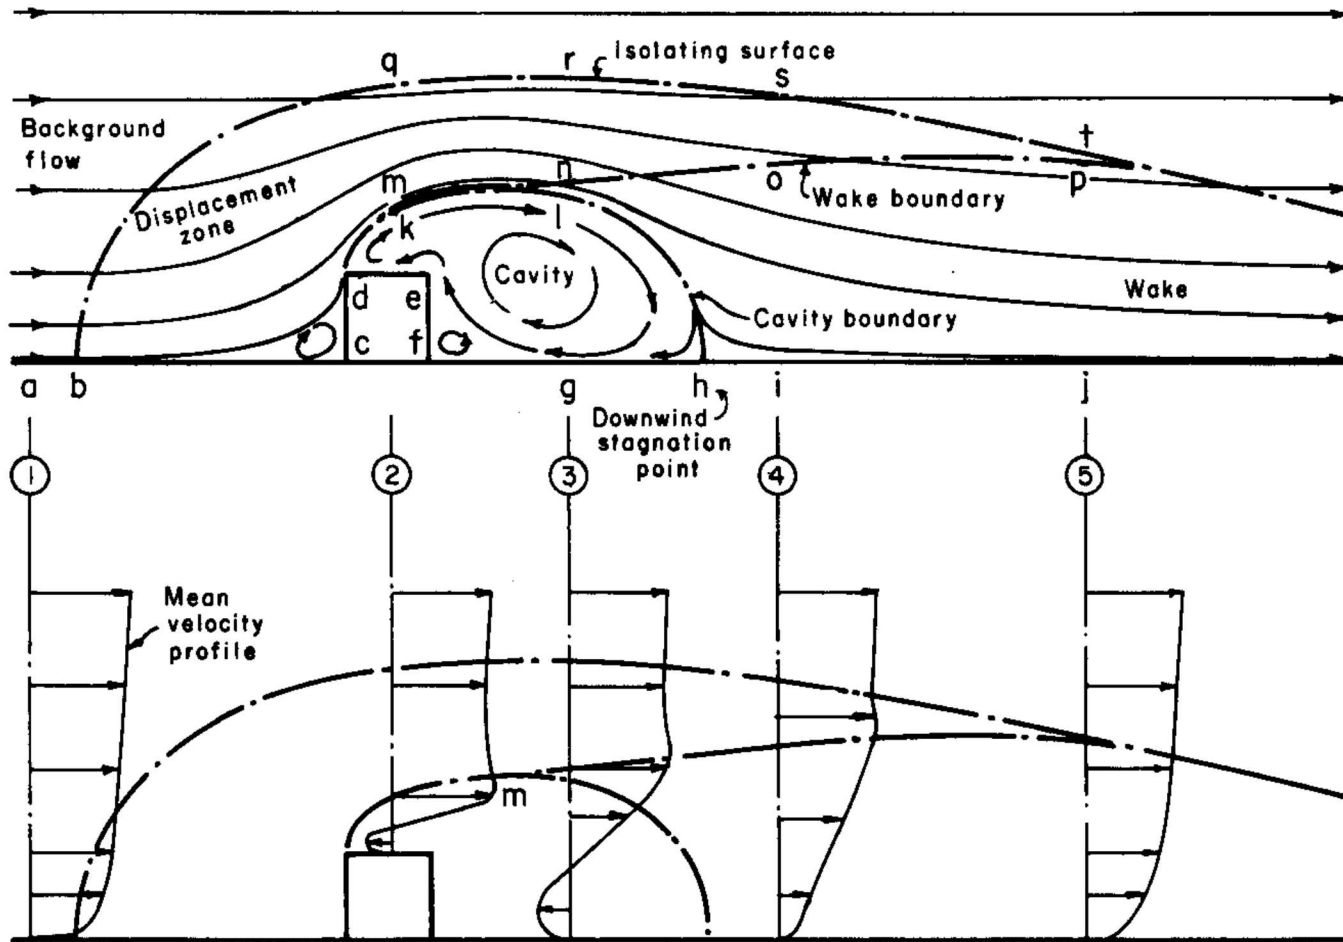 q
r
Isolating surface
s
Background
flow
t
m
n
o
p
Displacement
zone
Wake boundary
k
l
Cavity
Wake
d
e
Cavity boundary
c
f
a
b
g
h
i
j
Downwind
stagnation
point
1
2
3
4
5
Mean
velocity
profile
m